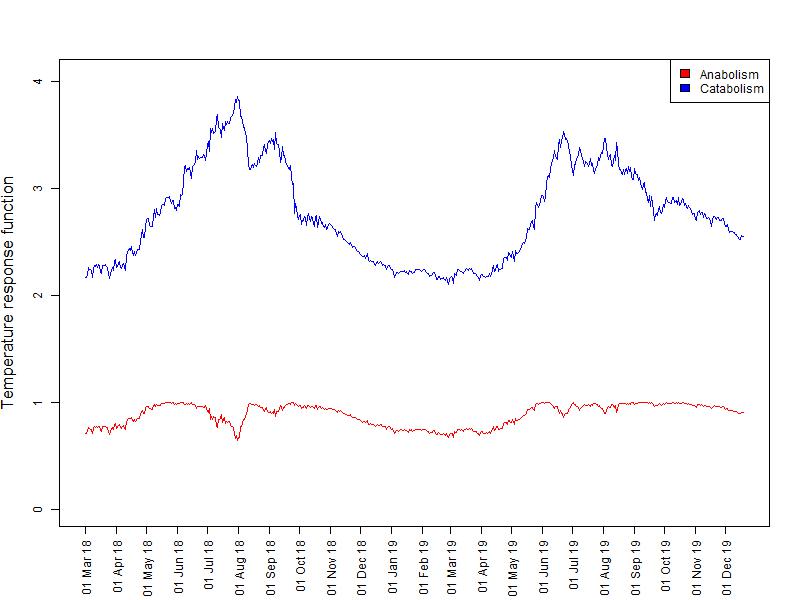 Anabolism
Catabolism
Temperature response function
4
3
2
1
0
01 Mar 18
01 Apr 18
01 May 18
01 Jun 18
01 Jul 18
01 Aug 18
01 Sep 18
01 Oct 18
01 Nov 18
01 Dec 18
01 Jan 19
01 Feb 19
01 Mar 19
01 Apr 19
01 May 19
01 Jun 19
01 Jul 19
01 Aug 19
01 Sep 19
01 Oct 19
01 Nov 19
01 Dec 19